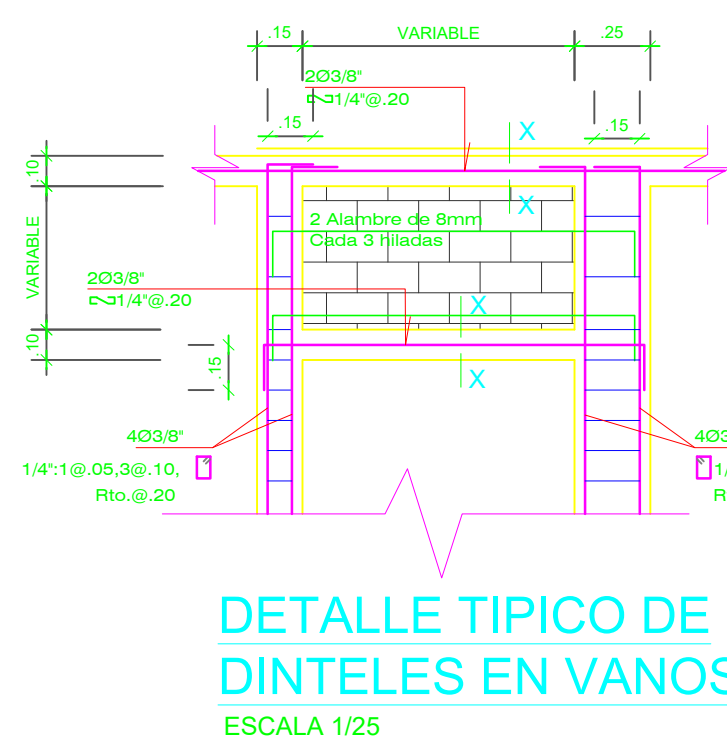 .15 VARIABLE .25
2Ø3/8"
1/4"@.20
.15 .15
X
.10
X
2 Alambre de 8mm
Cada 3 hiladas
VARIABLE
2Ø3/8"
1/4"@.20
X
.10
.15
X
4Ø3/8" 4Ø3
1/4":1@.05,3@.10, 1/
Rto.@.20 R
DETALLE TIPICO DE
DINTELES EN VANOS
ESCALA 1/25